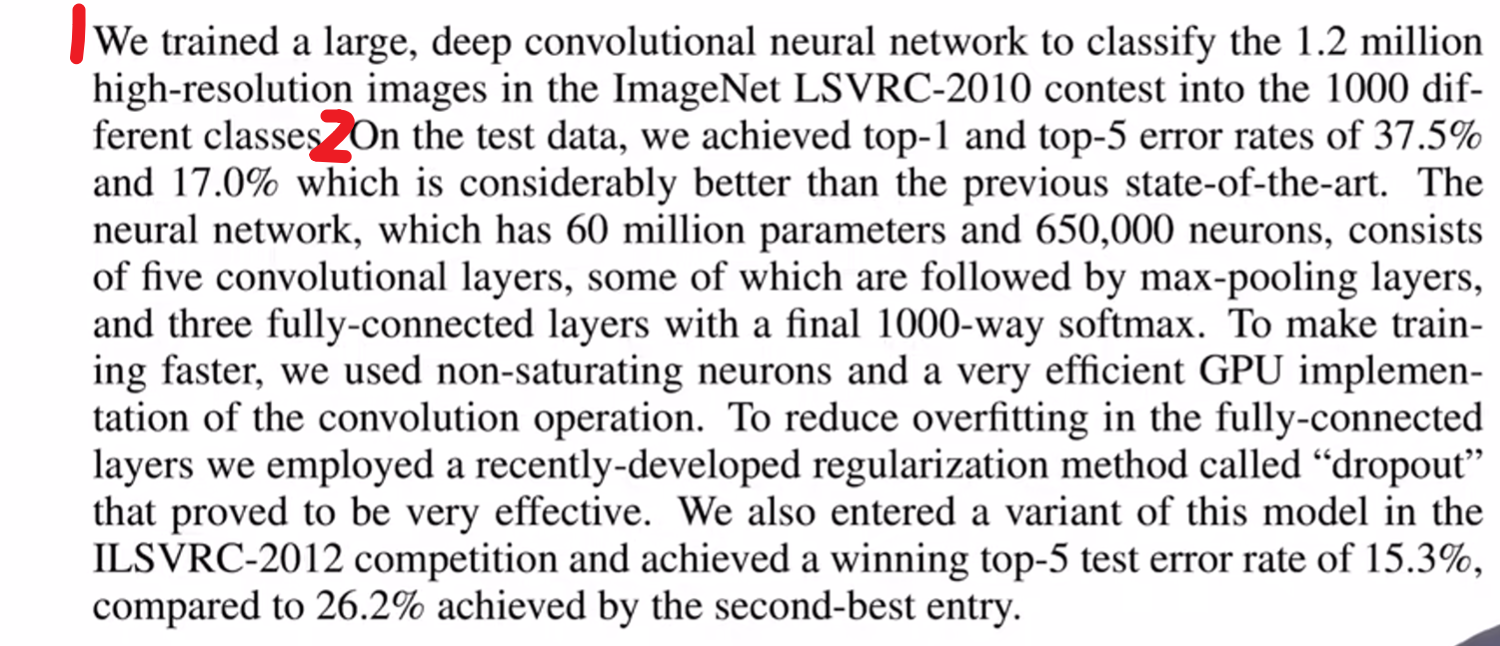 1 We trained a large, deep convolutional neural network to classify the 1.2 million
high-resolution images in the ImageNet LSVRC-2010 contest into the 1000 dif-
ferent classes 2 On the test data, we achieved top-1 and top-5 error rates of 37.5%
and 17.0% which is considerably better than the previous state-of-the-art. The
neural network, which has 60 million parameters and 650,000 neurons, consists
of five convolutional layers, some of which are followed by max-pooling layers,
and three fully-connected layers with a final 1000-way softmax. To make train-
ing faster, we used non-saturating neurons and a very efficient GPU implemen-
tation of the convolution operation. To reduce overfitting in the fully-connected
layers we employed a recently-developed regularization method called “dropout”
that proved to be very effective. We also entered a variant of this model in the
ILSVRC-2012 competition and achieved a winning top-5 test error rate of 15.3%,
compared to 26.2% achieved by the second-best entry.